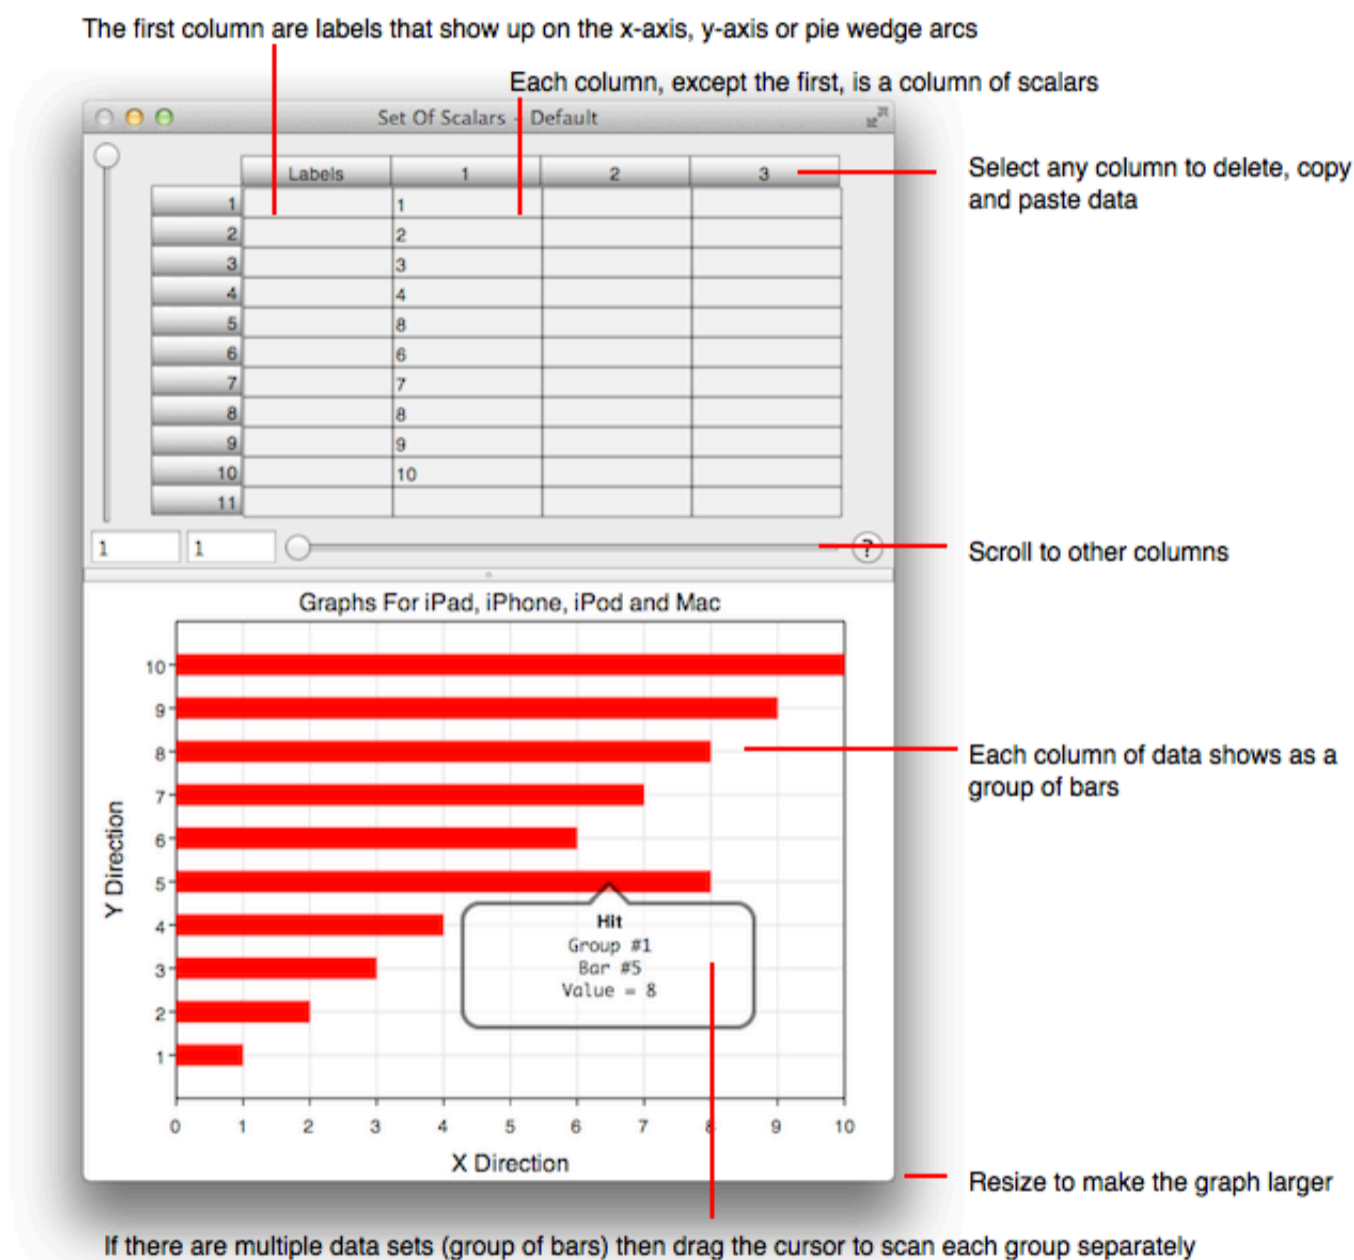 The first column are labels that show up on the x-axis, y-axis or pie wedge arcs
Each column, except the first, is a column of scalars
Set Of Scalars - Default
Labels 1 2 3
Select any column to delete, copy
and paste data
1 1
2 2
3 3
4 4
5 8
6 6
7 7
8 8
9 9
10 10
11
1 1 ?
Scroll to other columns
Graphs For iPad, iPhone, iPod and Mac
10
9
8
Each column of data shows as a
group of bars
7
6
5
4
3
2
1
Y Direction
Hit
Group #1
Bar #5
Value = 8
0 1 2 3 4 5 6 7 8 9 10
X Direction
Resize to make the graph larger
If there are multiple data sets (group of bars) then drag the cursor to scan each group separately